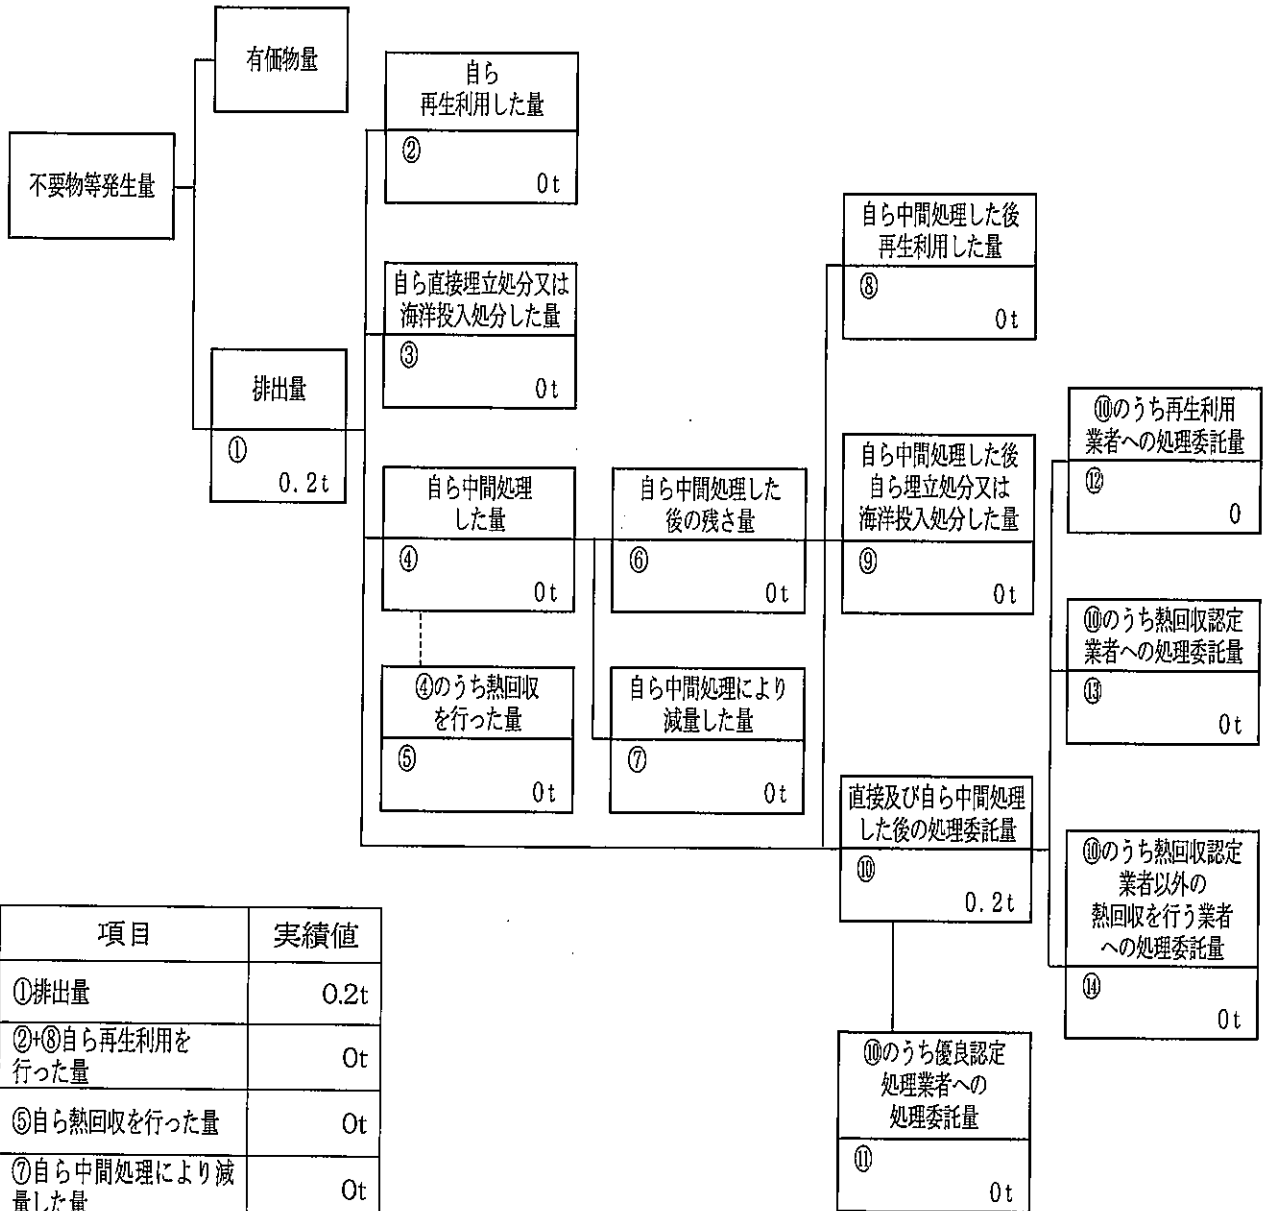 有価物量
不要物等発生量
排出量
①
0.2t
自ら
再生利用した量
②
0t
自ら直接埋立処分又は
海洋投入処分した量
③
0t
自ら中間処理
した量
④
0t
④のうち熱回収
を行った量
⑤
0t
自ら中間処理した
後の残さ量
⑥
0t
自ら中間処理により
減量した量
⑦
0t
自ら中間処理した後
再生利用した量
⑧
0t
自ら中間処理した後
自ら埋立処分又は
海洋投入処分した量
⑨
0t
直接及び自ら中間処理
した後の処理委託量
⑩
0.2t
⑩のうち優良認定
処理業者への
処理委託量
⑪
0t
⑩のうち再生利用
業者への処理委託量
⑫
0
⑩のうち熱回収認定
業者への処理委託量
⑬
0t
⑩のうち熱回収認定
業者以外の
熱回収を行う業者
への処理委託量
⑭
0t
項目 実績値
①排出量 0.2t
②+⑧自ら再生利用を
行った量 0t
⑤自ら熱回収を行った量 0t
⑦自ら中間処理により減
量した量 0t